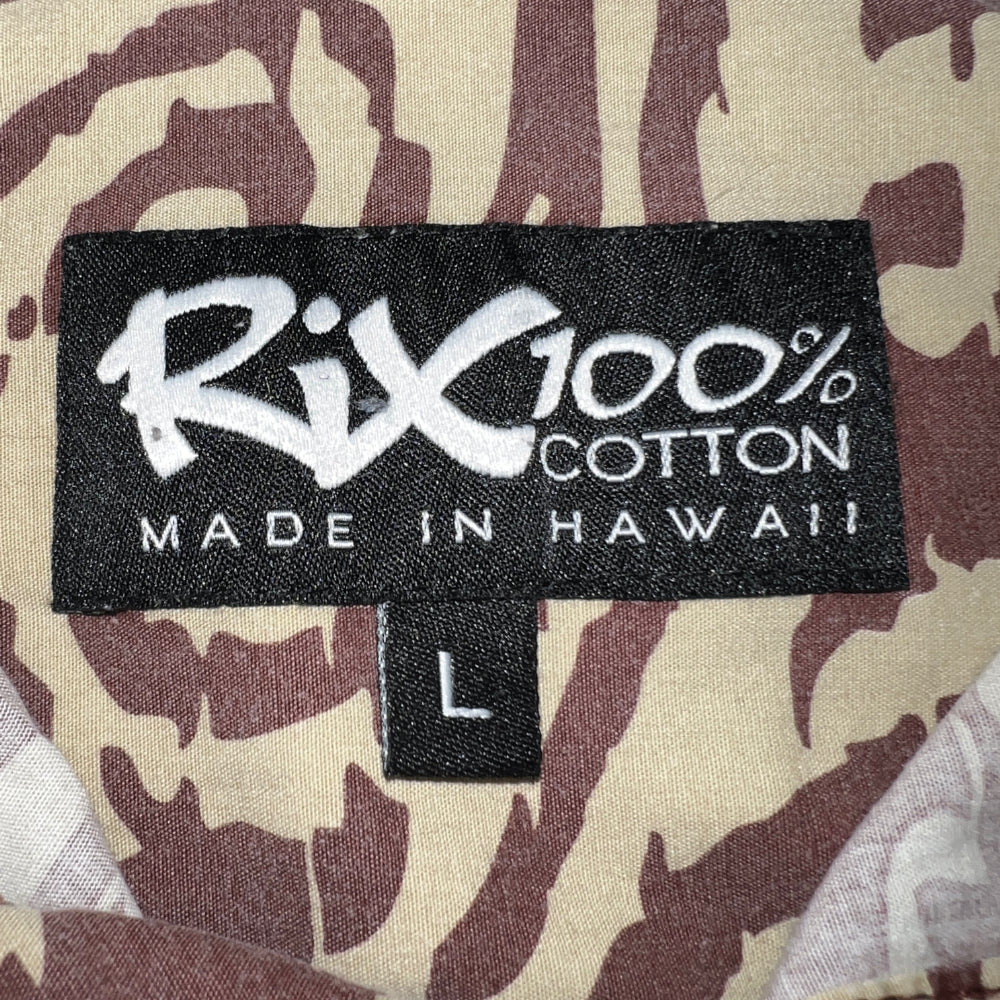 RiX 100%
COTTON
MADE IN HAWAII
L